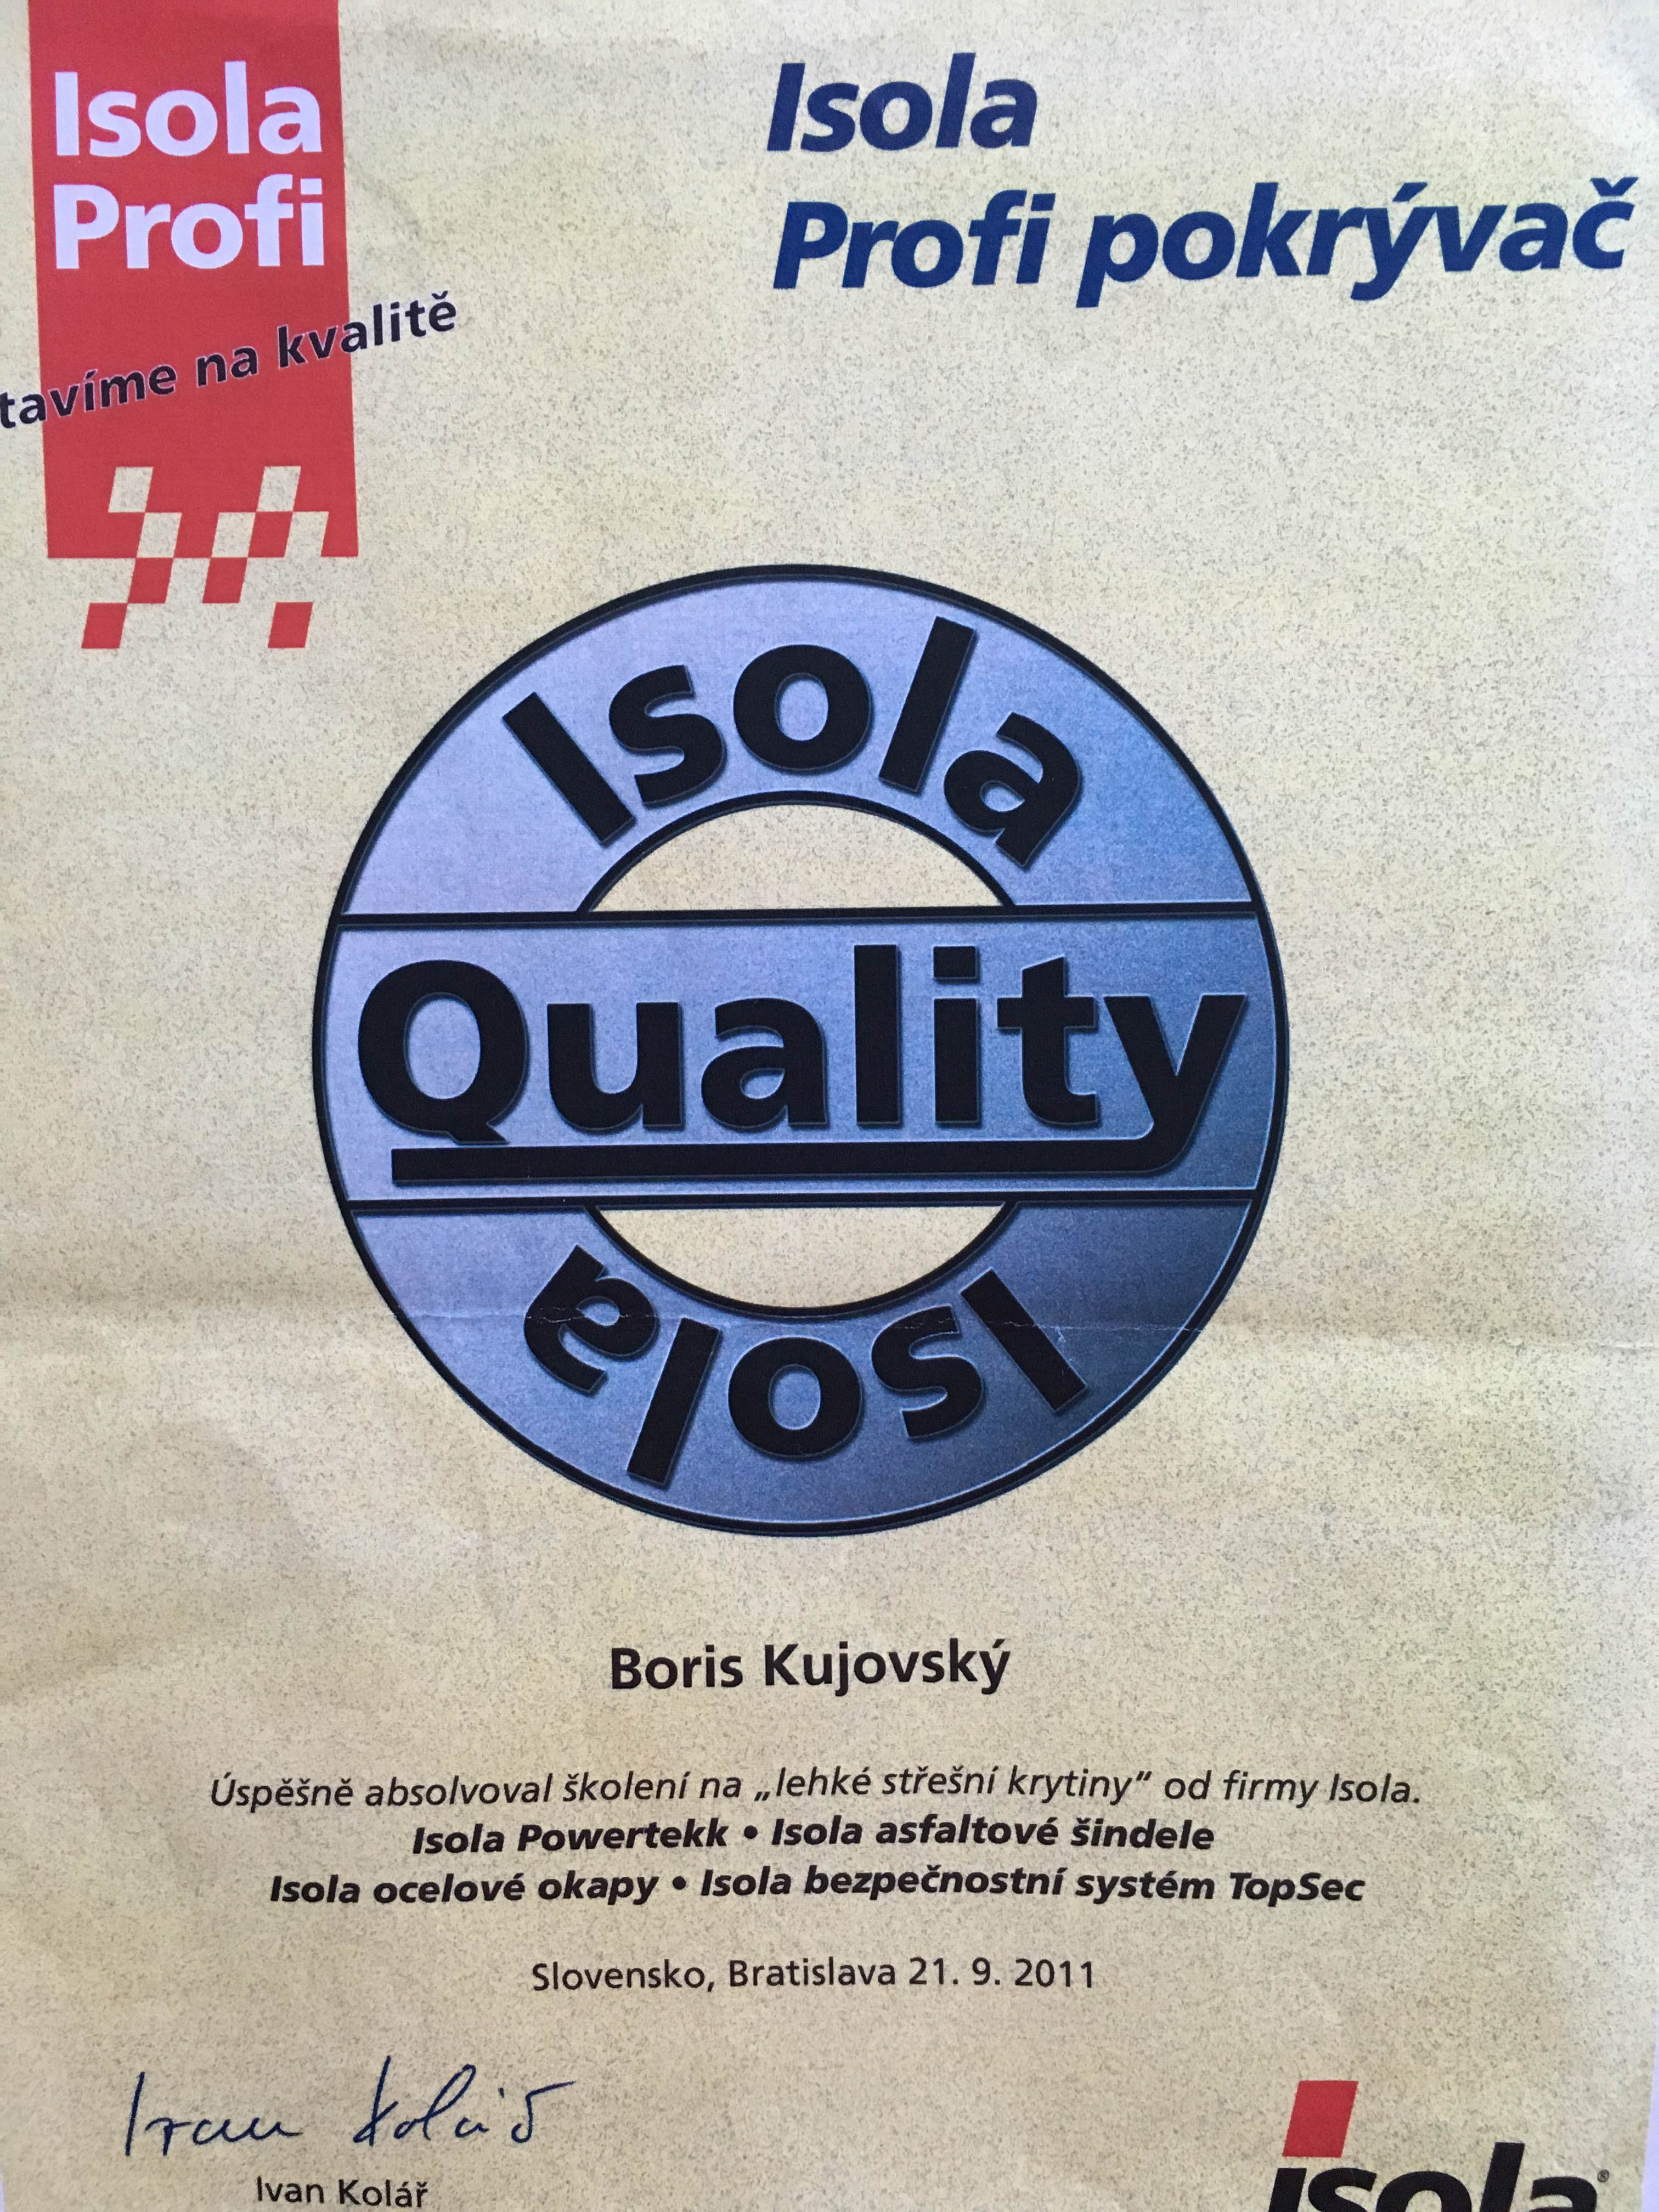 Isola
Profi
tavíme na kvalitě
Isola
Profi pokrývač
Isola
Quality
Isola
Boris Kujovský
Úspěšně absolvoval školení na „lehké střešní krytiny“ od firmy Isola.
Isola Powertekk • Isola asfaltové šindele
Isola ocelové okapy • Isola bezpečnostní systém TopSec
Slovensko, Bratislava 21. 9. 2011
Ivan Kolář
Ivan Kolář
isola®